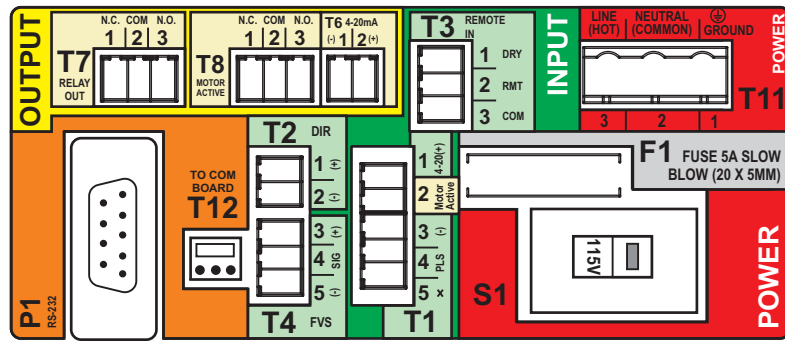 OUTPUT
N.C. COM N.O.
1 2 3
T7
RELAY
OUT
N.C. COM N.O.
1 2 3
T8
MOTOR
ACTIVE
T6 4-20mA
(-) 1 2 (+)
T3 REMOTE
IN
1 DRY
2 RMT
3 COM
INPUT
LINE
(HOT)
NEUTRAL
(COMMON)
GROUND
POWER
T11
3 2 1
P1
RS-232
TO COM
BOARD
T12
T2 DIR
1 (+)
2 (-)
3 (+)
4 SIG
5 (-)
T4 FVS
1 4-20(+)
2 Motor
Active
3 (-)
4 PLS
5 x
T1
F1 FUSE 5A SLOW
BLOW (20 X 5MM)
S1
115V
POWER